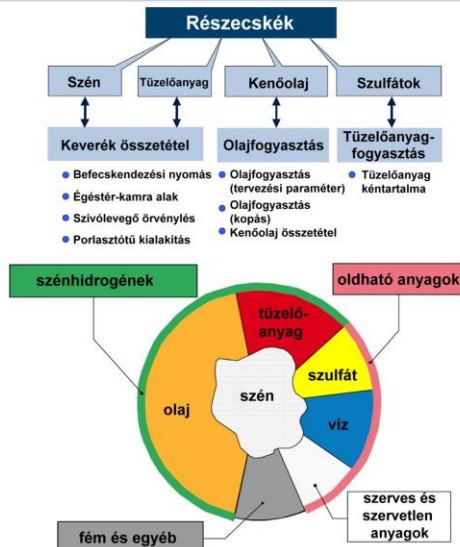 Részecskék
Szén
Tüzelőanyag
Kenőolaj
Szulfátok
Keverék összetétel
Olajfogyasztás
Tüzelőanyag-
fogyasztás
Befecskendezési nyomás
Égéstér-kamra alak
Szívólevegő örvénylés
Porlasztótű kialakítás
Olajfogyasztás
(tervezési paraméter)
Olajfogyasztás
(kopás)
Kenőolaj összetétel
Tüzelőanyag
kéntartalma
szénhidrogének
oldható anyagok
tüzelő-
anyag
szulfát
szén
olaj
víz
fém és egyéb
szerves és
szervetlen
anyagok